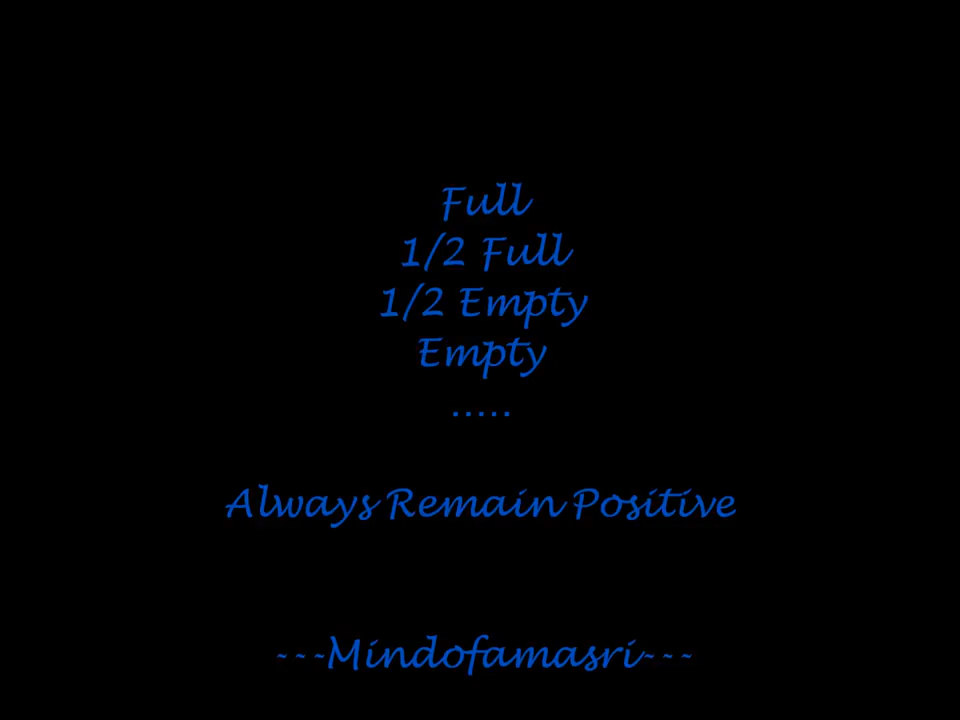 Full
1/2 Full
1/2 Empty
Empty
.....
Always Remain Positive
---Mindofamasri---